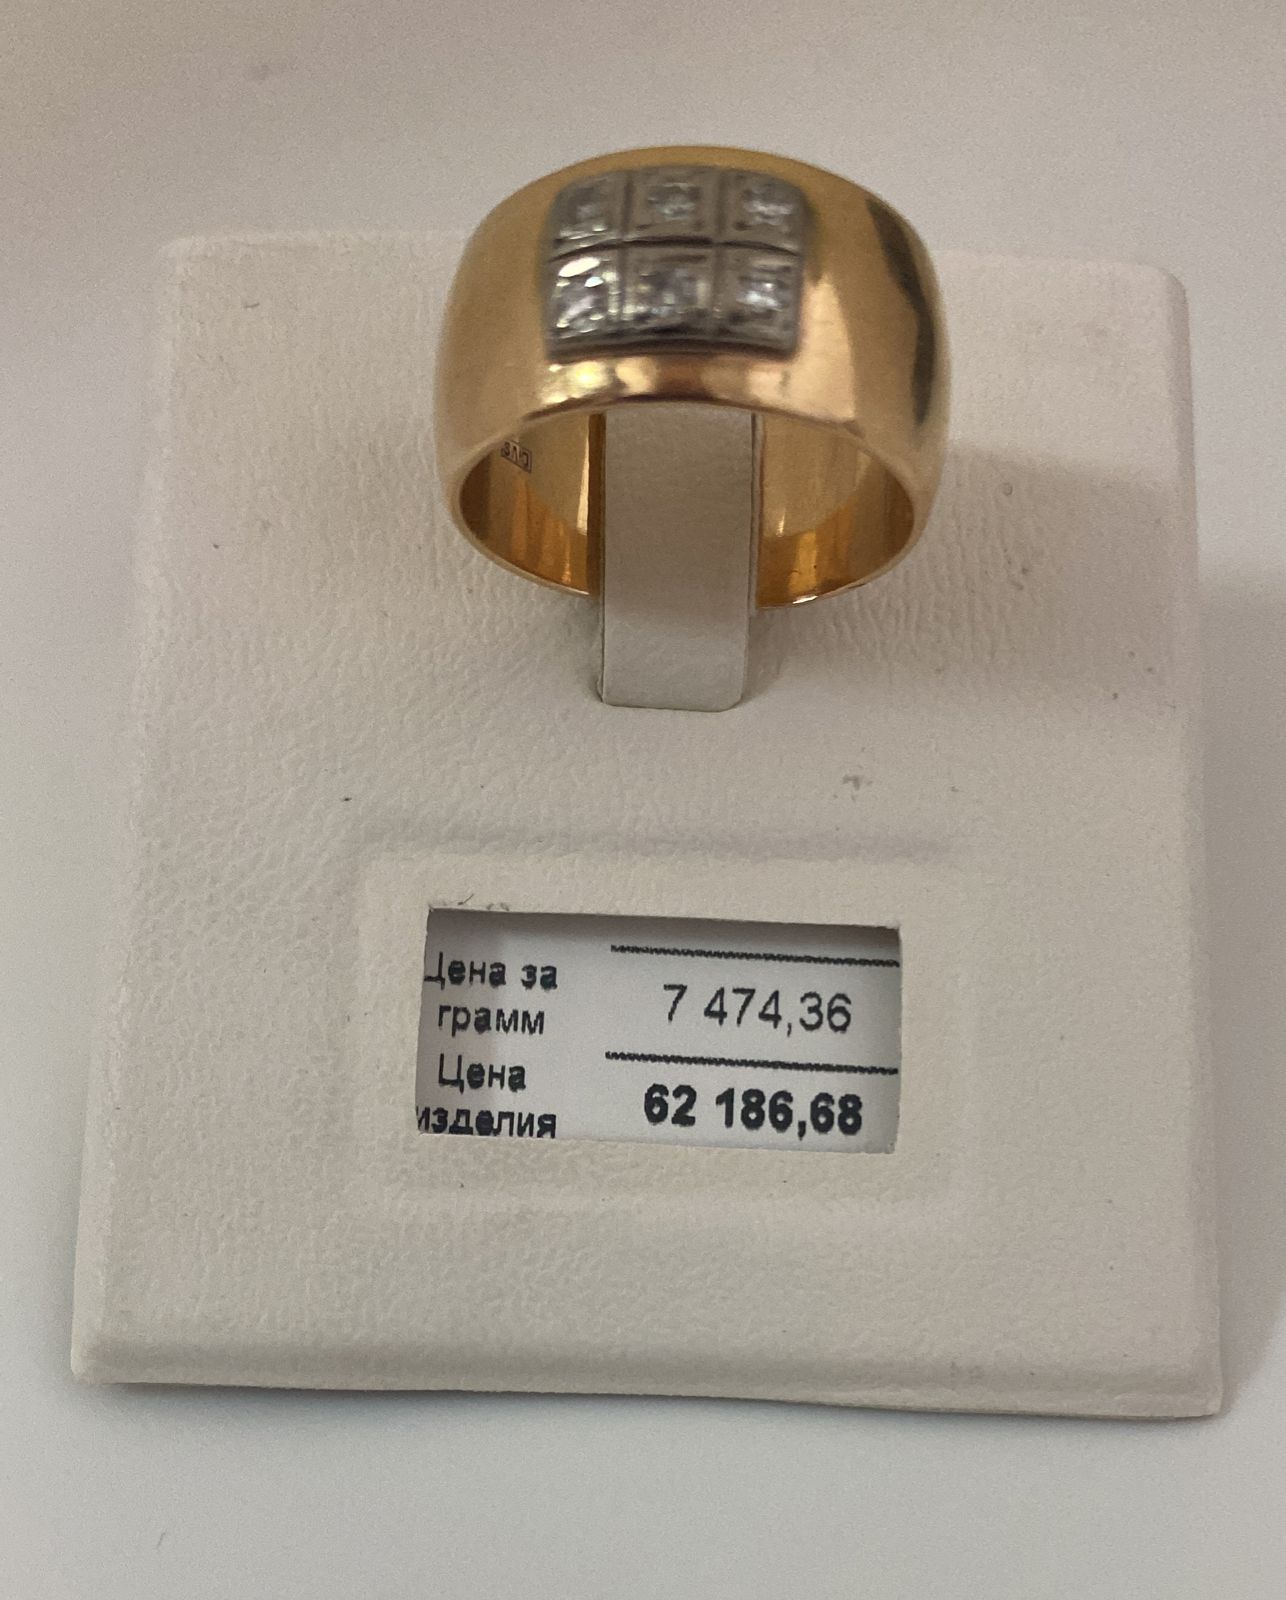 Цена за
грамм
7 474,36
Цена
изделия
62 186,68